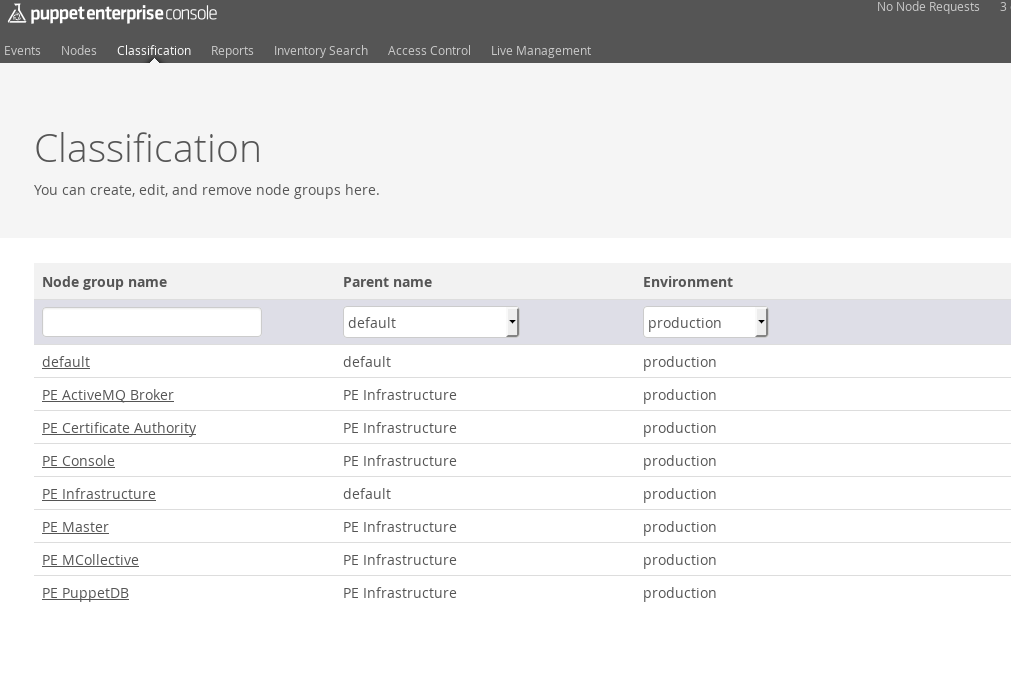 puppet enterprise console
No Node Requests 3
Events Nodes Classification Reports Inventory Search Access Control Live Management
Classification
You can create, edit, and remove node groups here.
Node group name Parent name Environment
default production
default default production
PE ActiveMQ Broker PE Infrastructure production
PE Certificate Authority PE Infrastructure production
PE Console PE Infrastructure production
PE Infrastructure default production
PE Master PE Infrastructure production
PE MCollective PE Infrastructure production
PE PuppetDB PE Infrastructure production